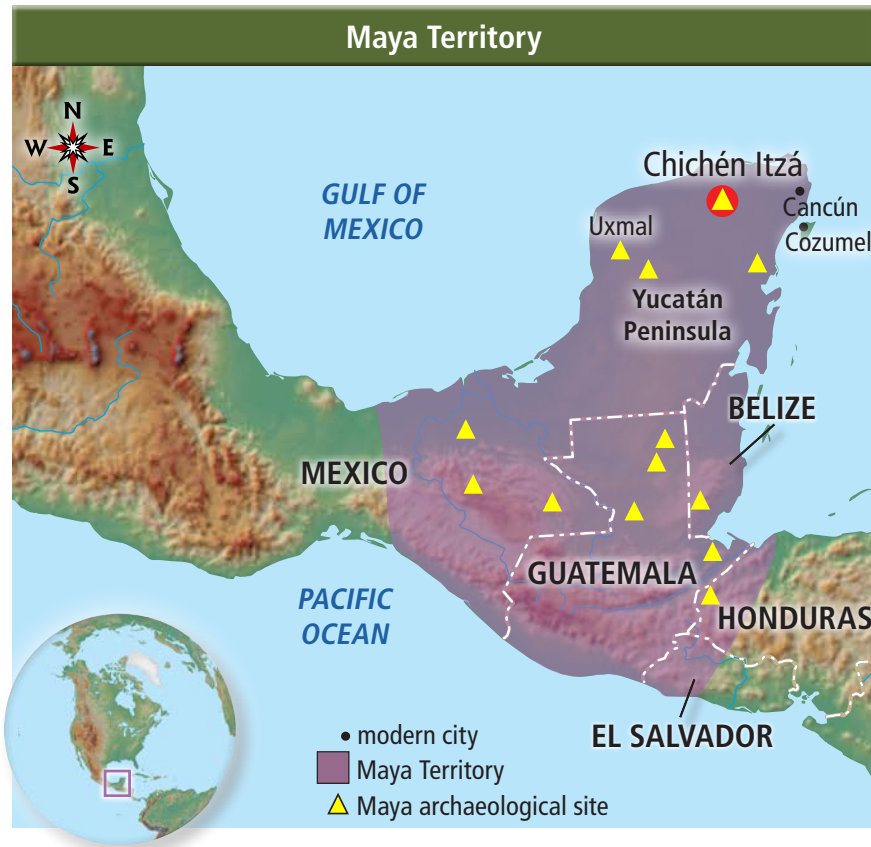 Maya Territory
N
W
E
S
GULF OF
MEXICO
Chichén Itzá
Cancún
Cozumel
Uxmal
Yucatán
Peninsula
BELIZE
MEXICO
GUATEMALA
HONDURAS
PACIFIC
OCEAN
EL SALVADOR
modern city
Maya Territory
Maya archaeological site